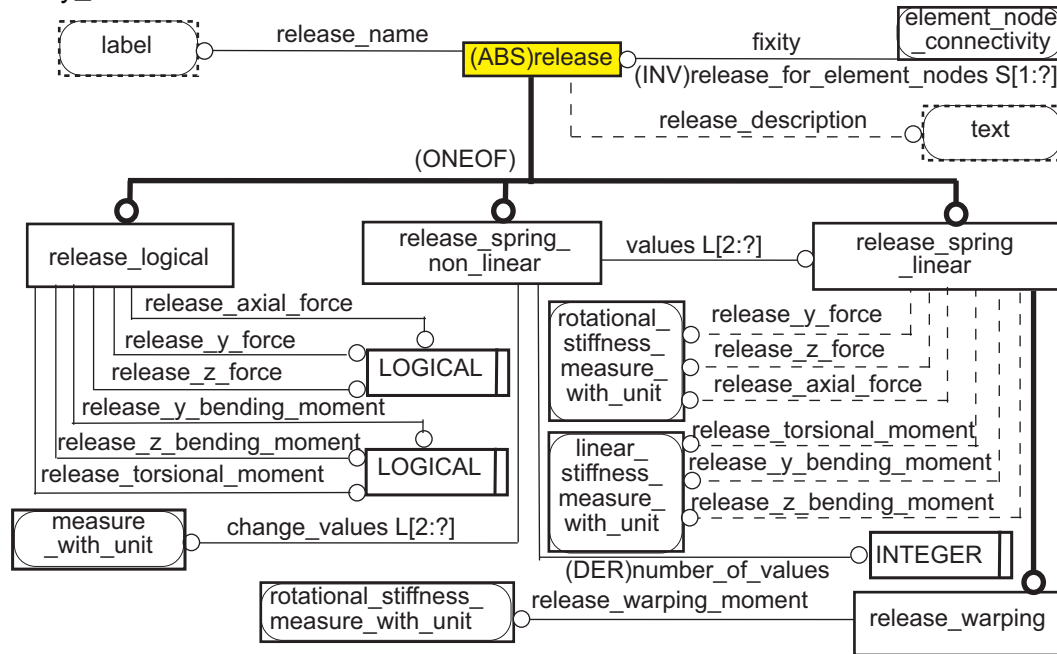 y_
label
release_name
(ABS)release
fixity
element_node
_connectivity
(INV)release_for_element_nodes S[1:?]
release_description
text
(ONEOF)
release_logical
release_spring_
non_linear
values L[2:?]
release_spring
_linear
release_axial_force
release_y_force
release_z_force
LOGICAL
release_y_bending_moment
release_z_bending_moment
release_torsional_moment
LOGICAL
rotational_
stiffness_
measure_
with_unit
release_y_force
release_z_force
release_axial_force
linear_
stiffness_
measure_
with_unit
release_torsional_moment
release_y_bending_moment
release_z_bending_moment
measure
_with_unit
change_values L[2:?]
(DER)number_of_values
INTEGER
rotational_stiffness_
measure_with_unit
release_warping_moment
release_warping